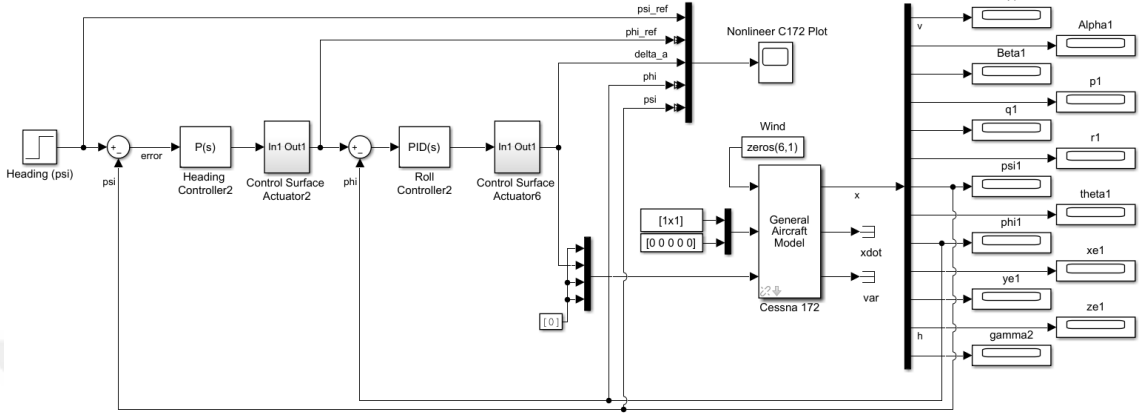 psi_ref
phi_ref
delta_a
phi
psi
Nonlineer C172 Plot
v
Alpha1
Beta1
p1
q1
r1
psi1
theta1
phi1
xe1
ye1
ze1
h
gamma2
Heading (psi)
+
−
error
psi
P(s)
Heading
Controller2
In1 Out1
Control Surface
Actuator2
+
−
phi
PID(s)
Roll
Controller2
In1 Out1
Control Surface
Actuator6
Wind
zeros(6,1)
[1x1]
[0 0 0 0 0]
General
Aircraft
Model
Cessna 172
x
xdot
var
[ 0 ]